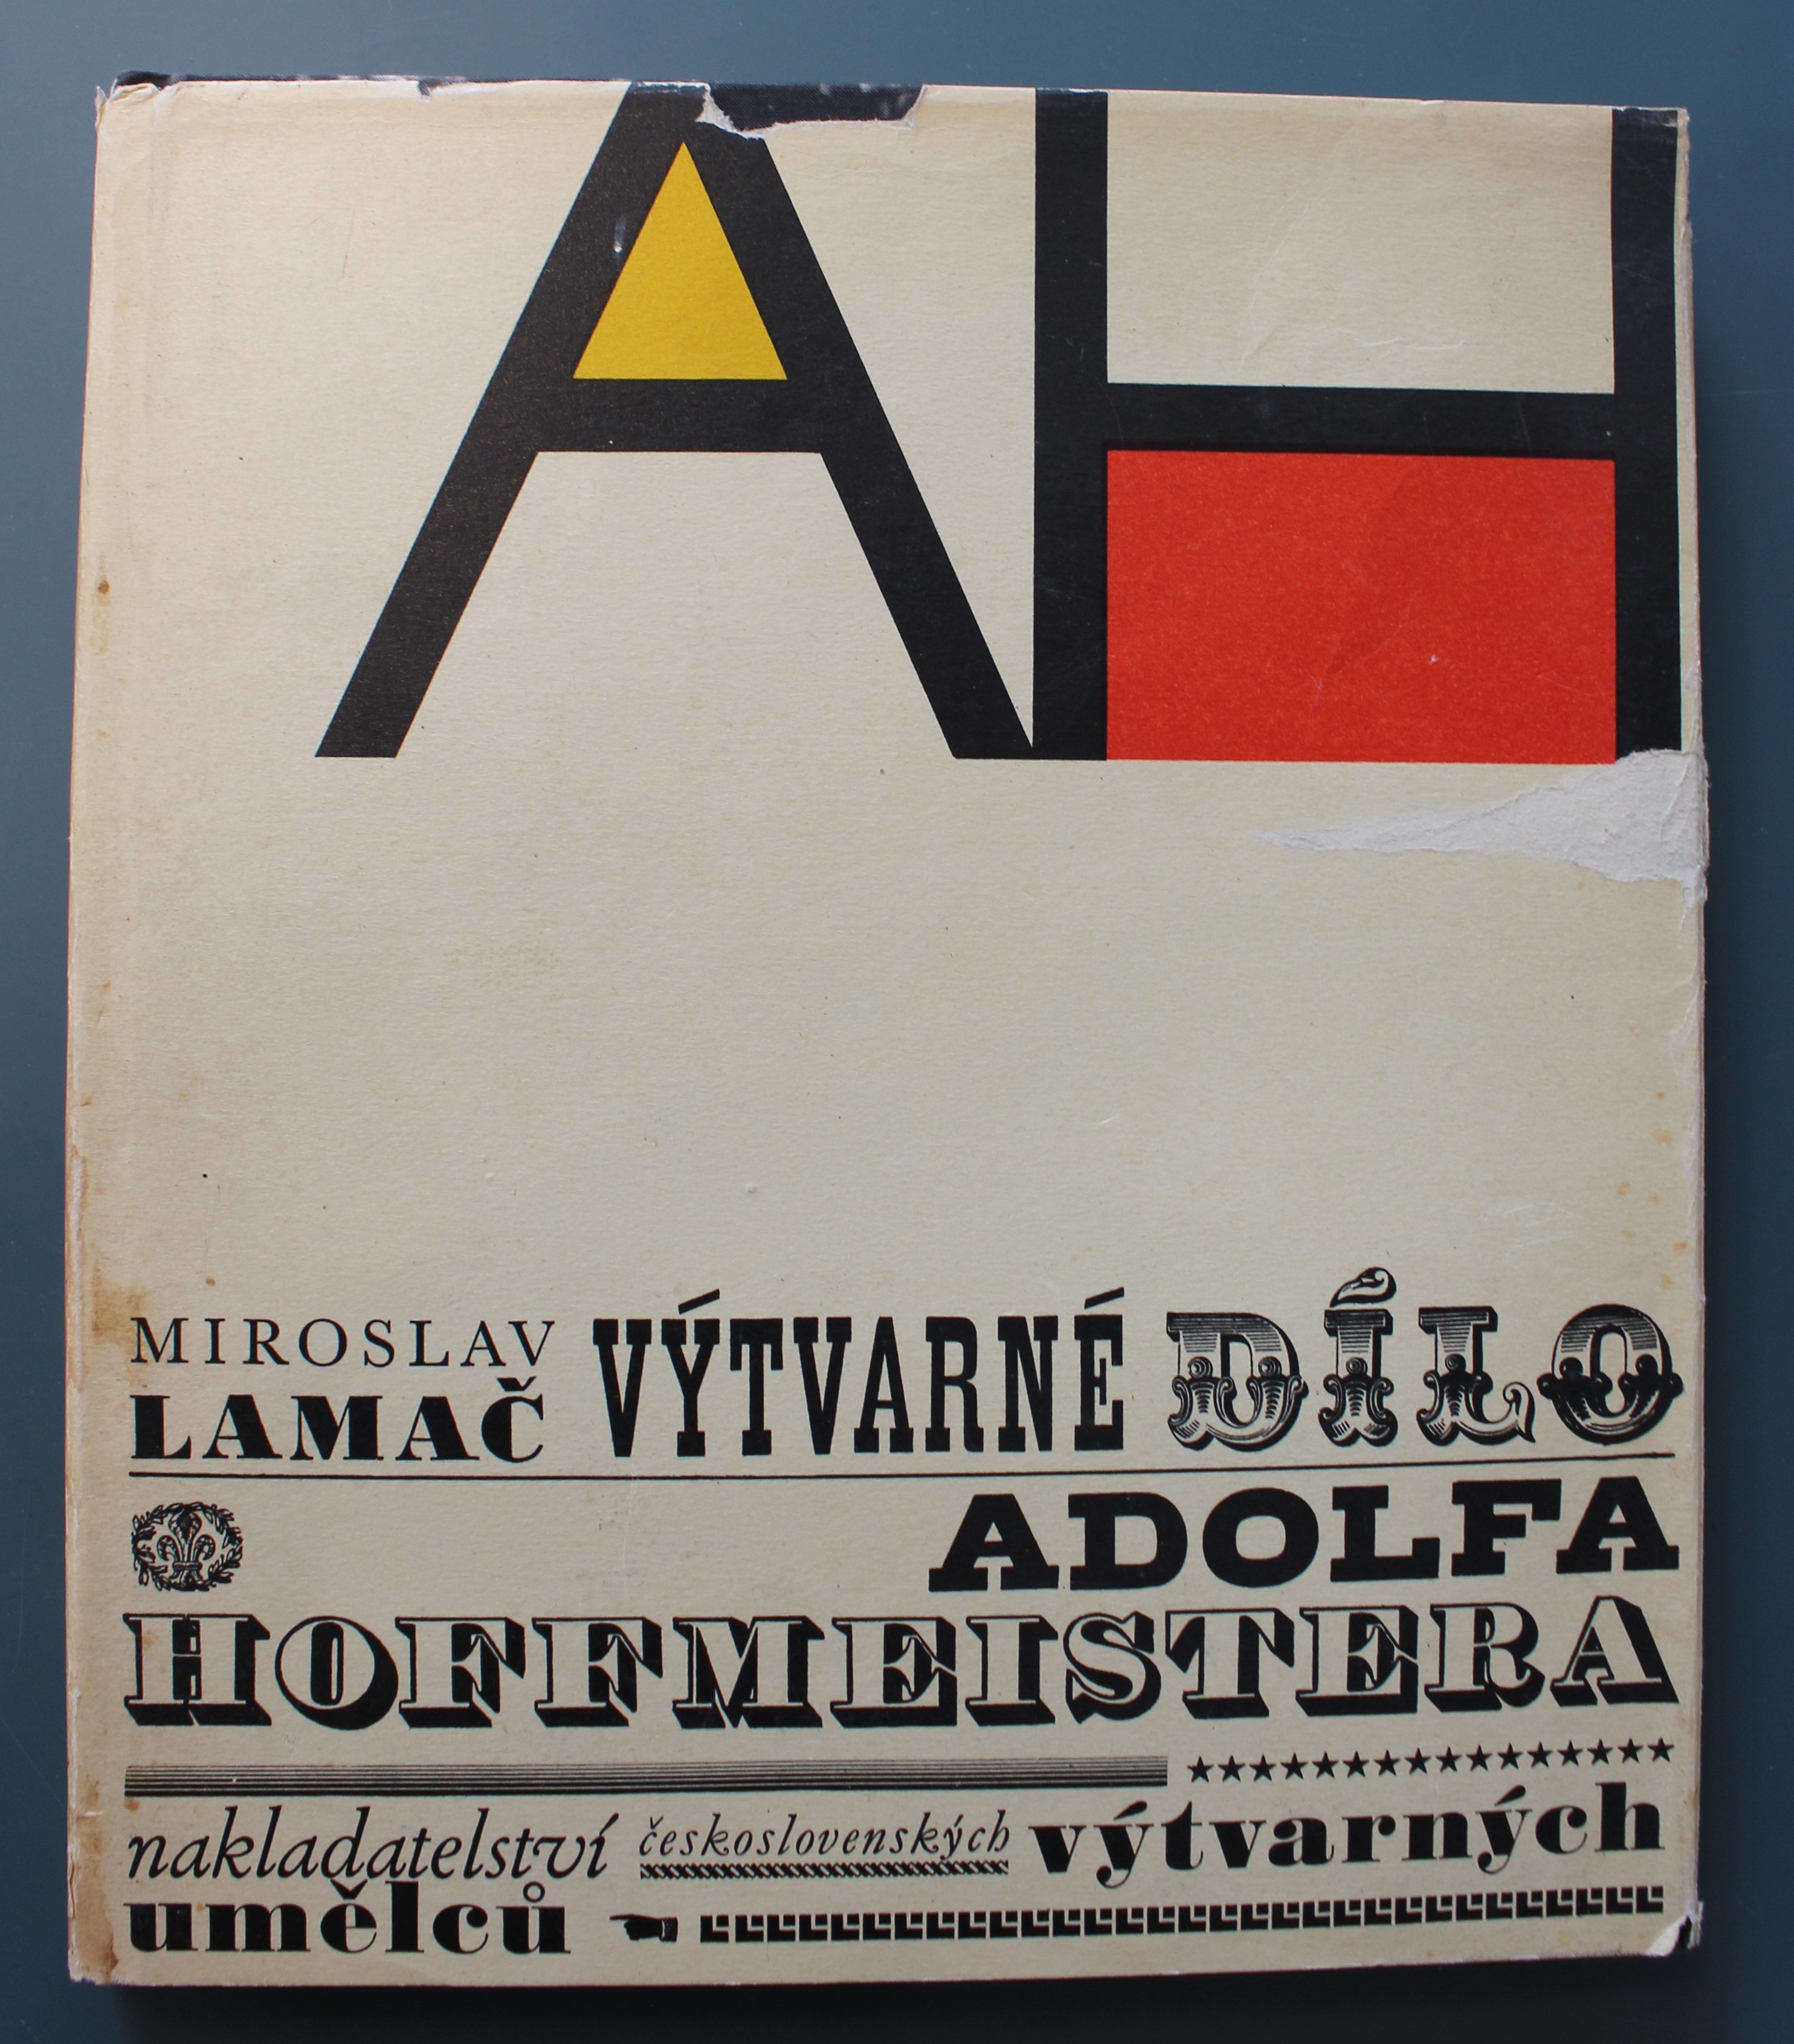 AH
MIROSLAV
LAMAČ
VÝTVARNÉ DÍLO
ADOLFA
HOFFMEISTERA
nakladatelství československých výtvarných
umělců